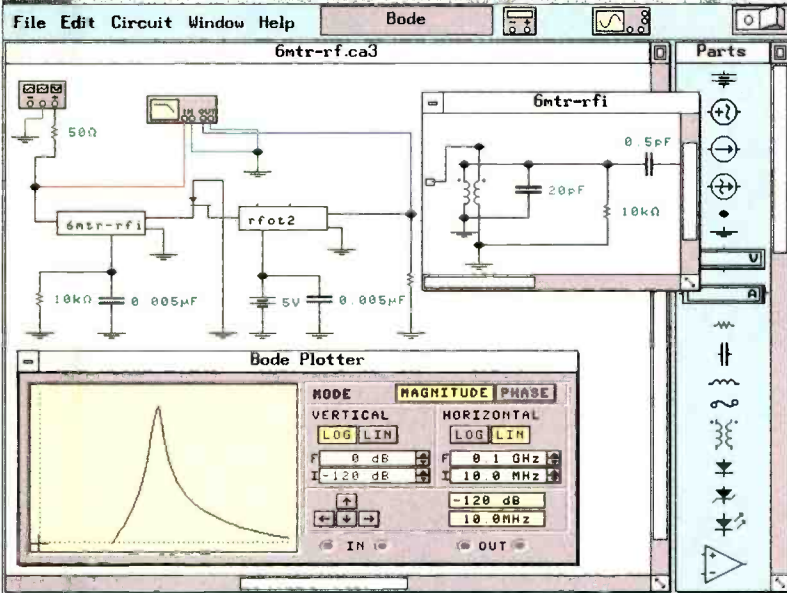 File Edit Circuit Window Help Bode
6mtr-rf.ca3 Parts
50Ω
IN OUT
6mtr-rfi
rfot2
10kΩ
0.005µF
5V
0.005µF
6mtr-rfi
0.5pF
20pF
10kΩ
V
A
Bode Plotter
MODE MAGNITUDE PHASE
VERTICAL HORIZONTAL
LOG LIN LOG LIN
F 0 dB F 0.1 GHz
I -120 dB I 10.0 MHz
-120 dB
10.0MHz
IN OUT